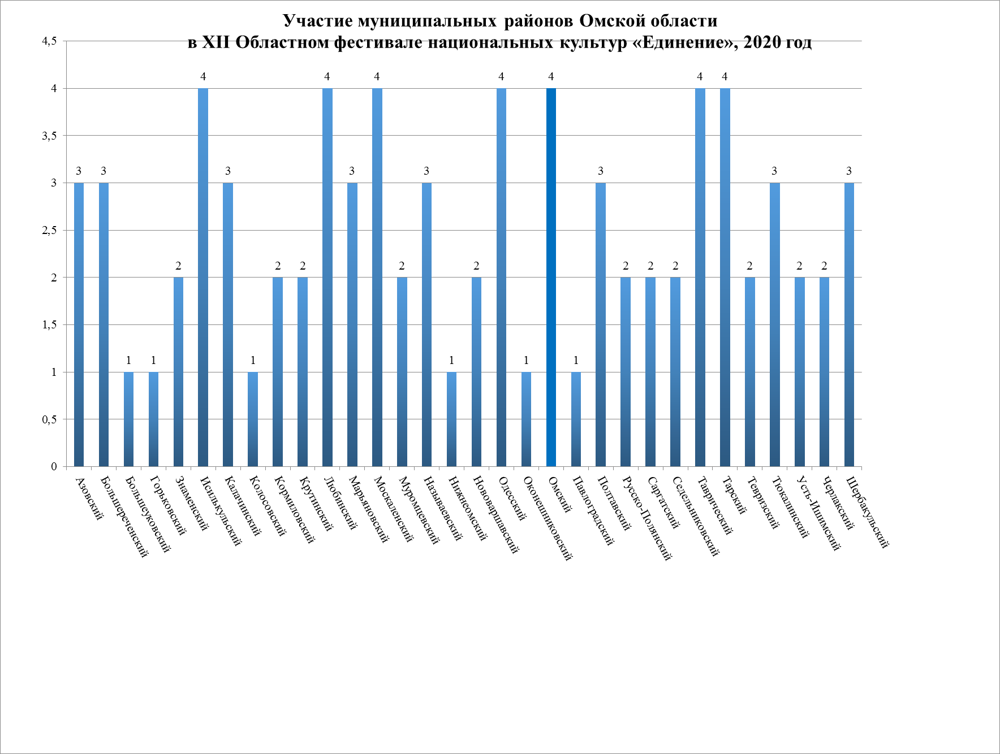 Участие муниципальных районов Омской области
в XII Областном фестивале национальных культур «Единение», 2020 год
4,5
4
3,5
3
2,5
2
1,5
1
0,5
0
3
3
1
1
2
4
3
1
2
2
4
3
4
2
3
1
2
4
1
4
1
3
2
2
2
4
4
2
3
2
2
3
Азовский
Большереченский
Большеуковский
Горьковский
Знаменский
Исилькульский
Калачинский
Колосовский
Кормиловский
Крутинский
Любинский
Марьяновский
Москаленский
Муромцевский
Называевский
Нижнеомский
Нововаршавский
Одесский
Оконешниковский
Омский
Павлоградский
Полтавский
Русско-Полянский
Саргатский
Седельниковский
Таврический
Тарский
Тевризский
Тюкалинский
Усть-Ишимский
Черлакский
Шербакульский